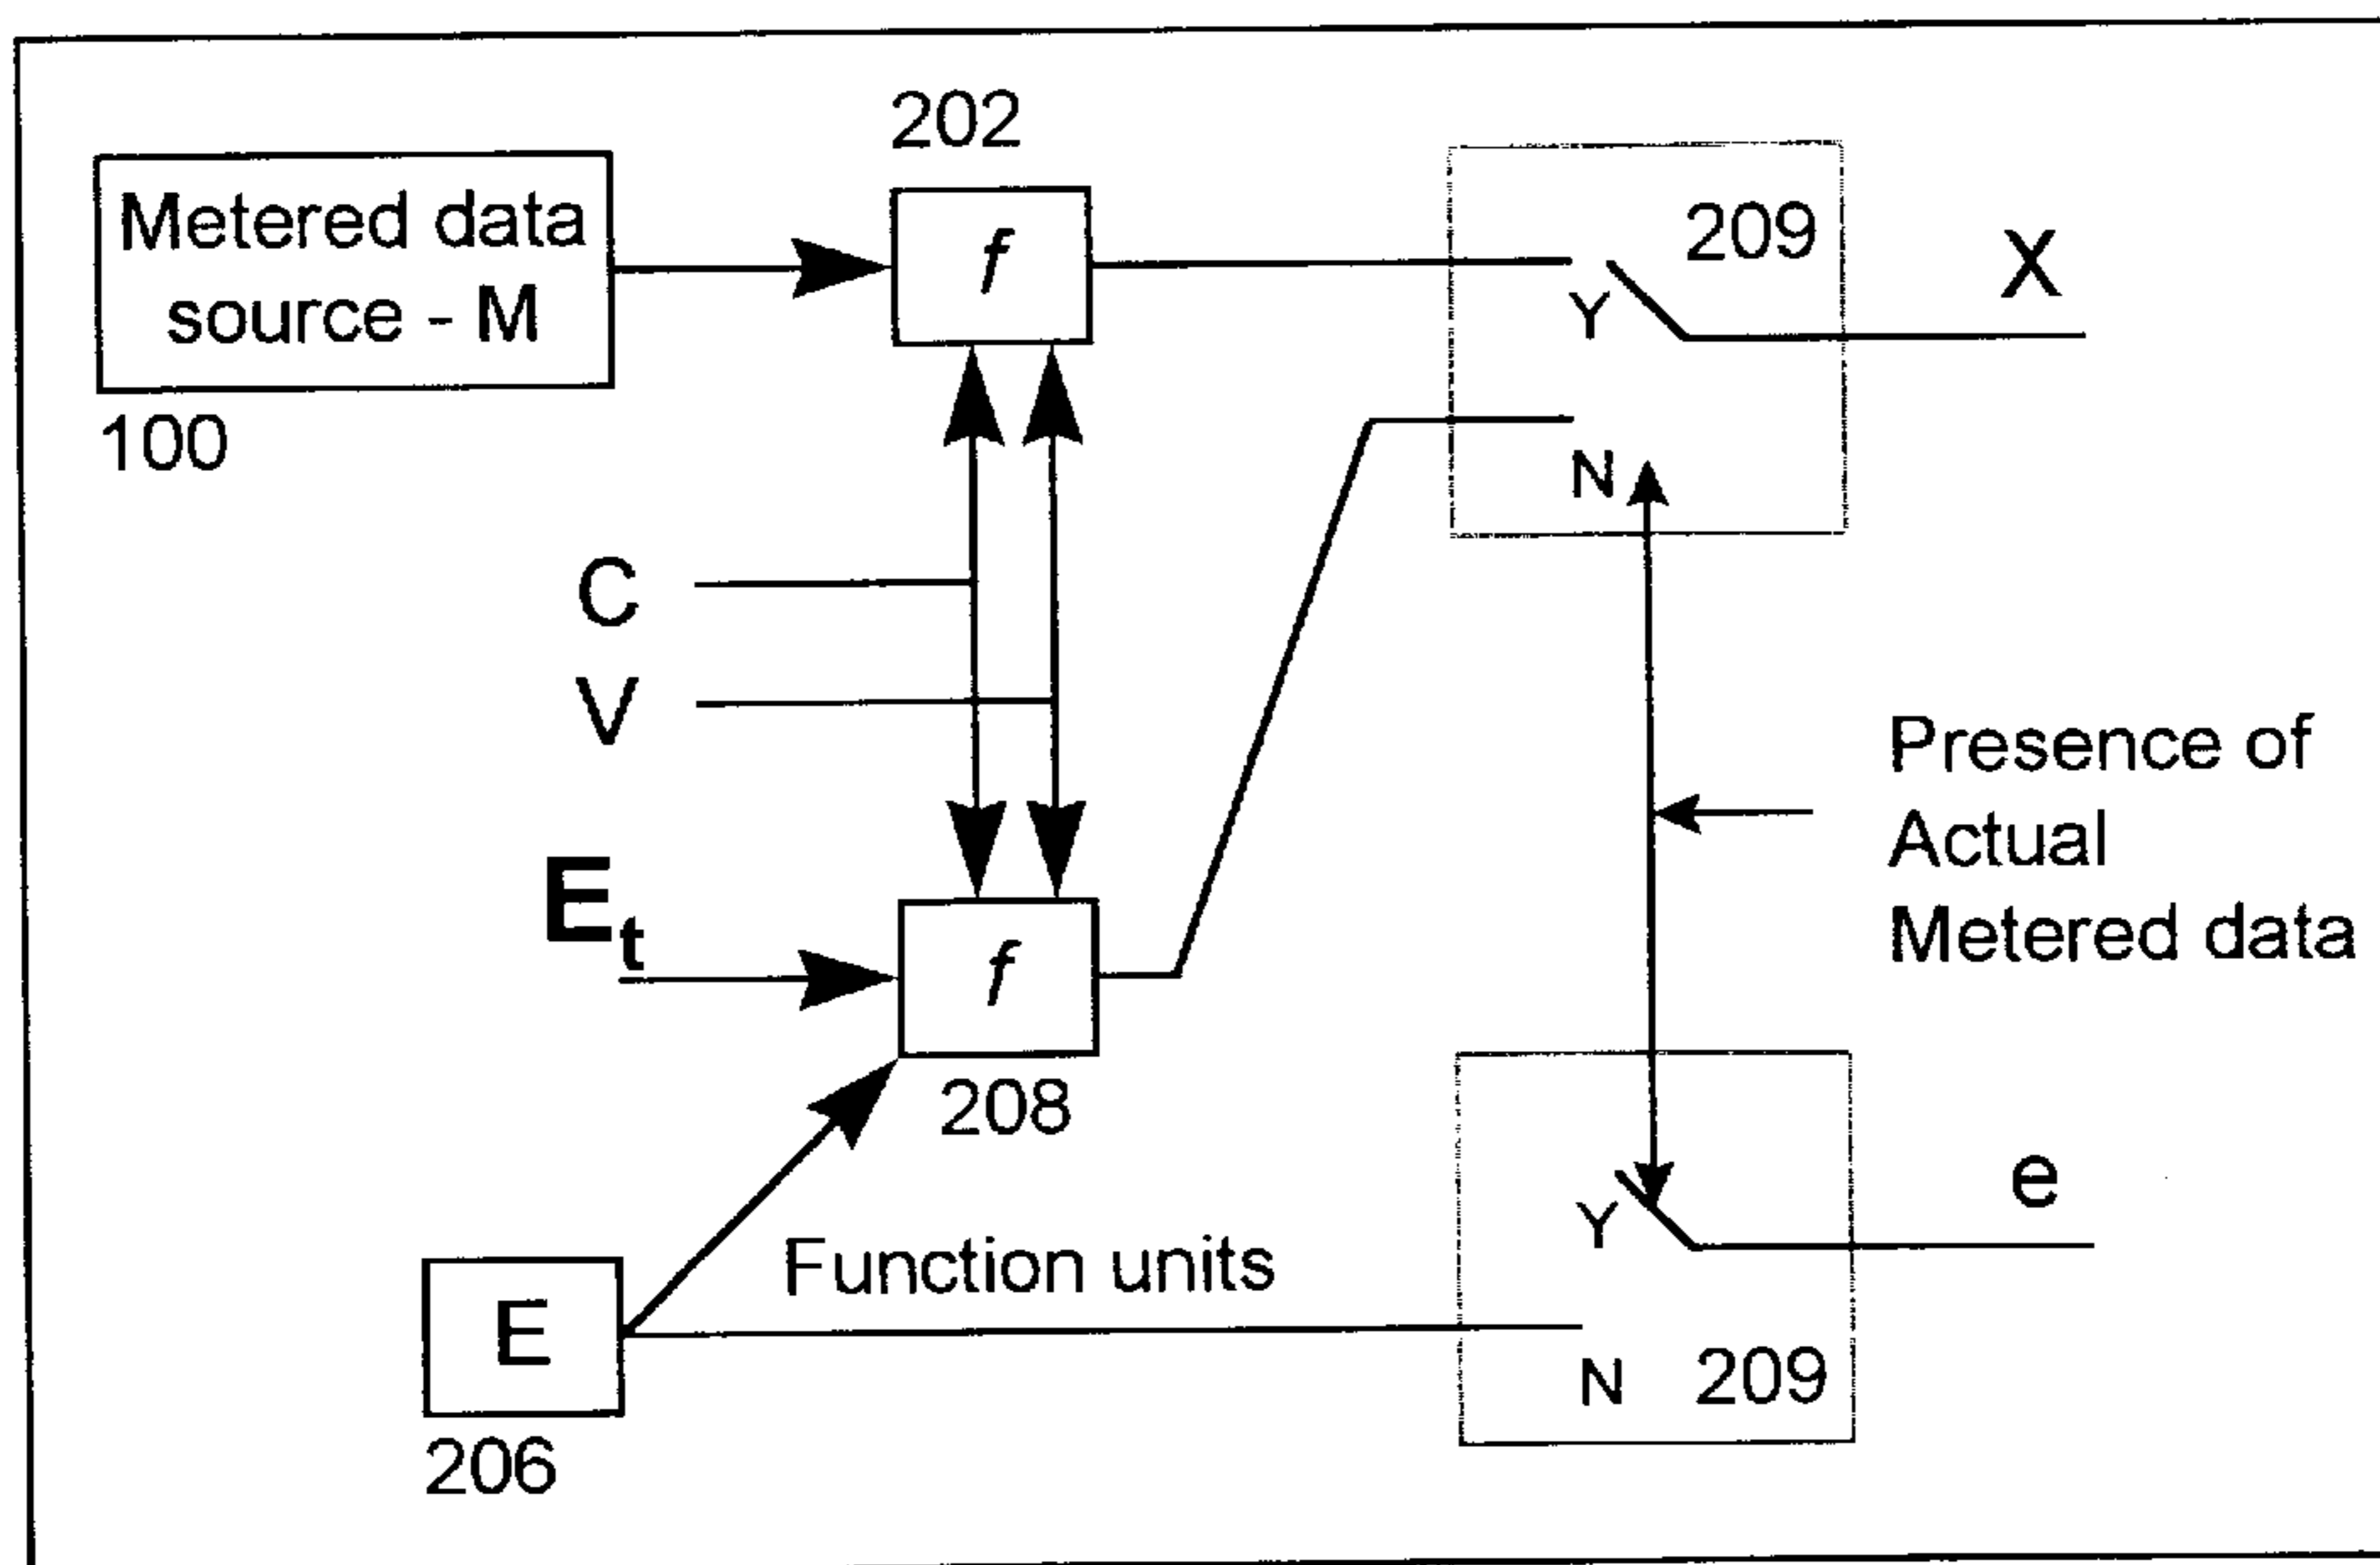 202
Metered data
source - M
f
209
X
Y
100
N
C
V
Presence of
Actual
Metered data
Et
f
208
e
Y
Function units
E
N
209
206